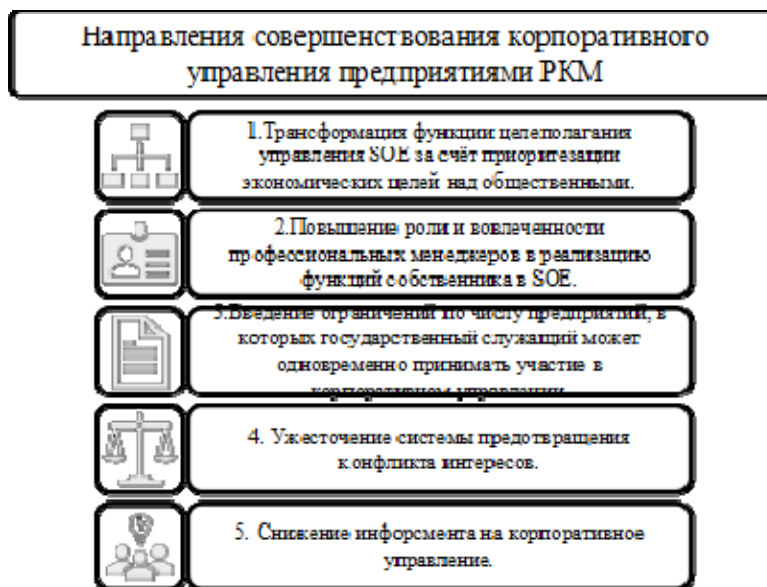 Направления совершенствования корпоративного
управления предприятиями РКМ
1.Трансформация функции целеполагания
управления SOE за счёт приоритезации
экономических целей над общественными.
2.Повышение роли и вовлеченности
профессиональных менеджеров в реализацию
функций собственника в SOE.
3.Введение ограничений по числу предприятий, в
которых государственный служащий может
одновременно принимать участие в
корпоративном управлении.
4. Ужесточение системы предотвращения
конфликта интересов.
5. Снижение инфорсмента на корпоративное
управление.